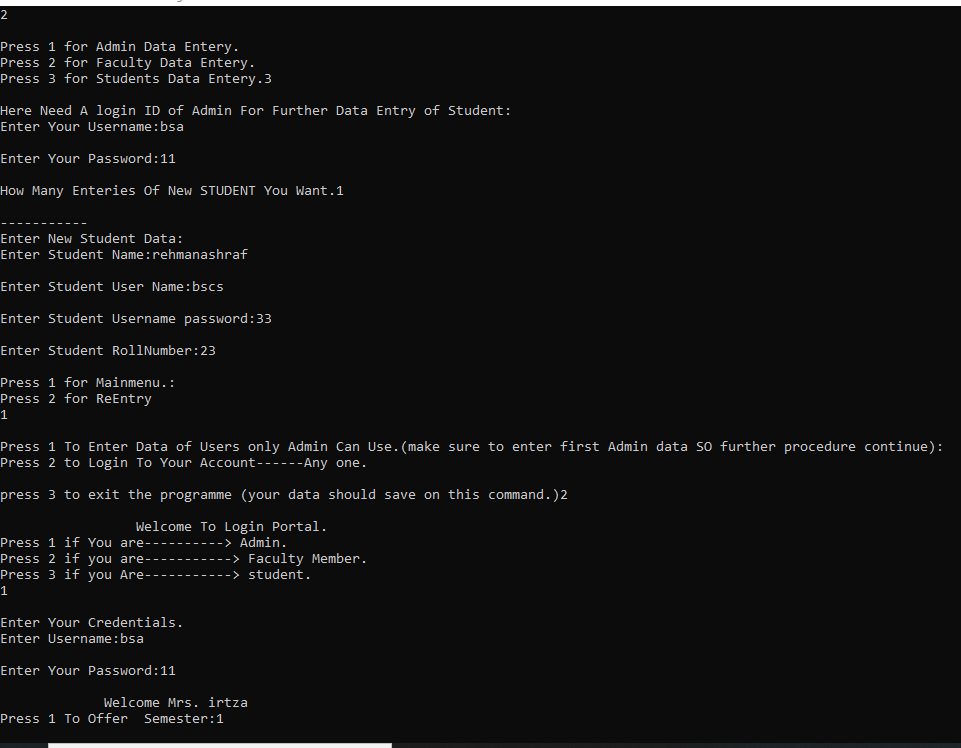 2
Press 1 for Admin Data Entery.
Press 2 for Faculty Data Entery.
Press 3 for Students Data Entery.3
Here Need A login ID of Admin For Further Data Entry of Student:
Enter Your Username:bsa
Enter Your Password:11
How Many Enteries Of New STUDENT You Want.1
-----------
Enter New Student Data:
Enter Student Name:rehmanashraf
Enter Student User Name:bscs
Enter Student Username password:33
Enter Student RollNumber:23
Press 1 for Mainmenu.:
Press 2 for ReEntry
1
Press 1 To Enter Data of Users only Admin Can Use.(make sure to enter first Admin data SO further procedure continue):
Press 2 to Login To Your Account------Any one.
press 3 to exit the programme (your data should save on this command.)2
Welcome To Login Portal.
Press 1 if You are----------> Admin.
Press 2 if you are-----------> Faculty Member.
Press 3 if you Are-----------> student.
1
Enter Your Credentials.
Enter Username:bsa
Enter Your Password:11
Welcome Mrs. irtza
Press 1 To Offer  Semester:1